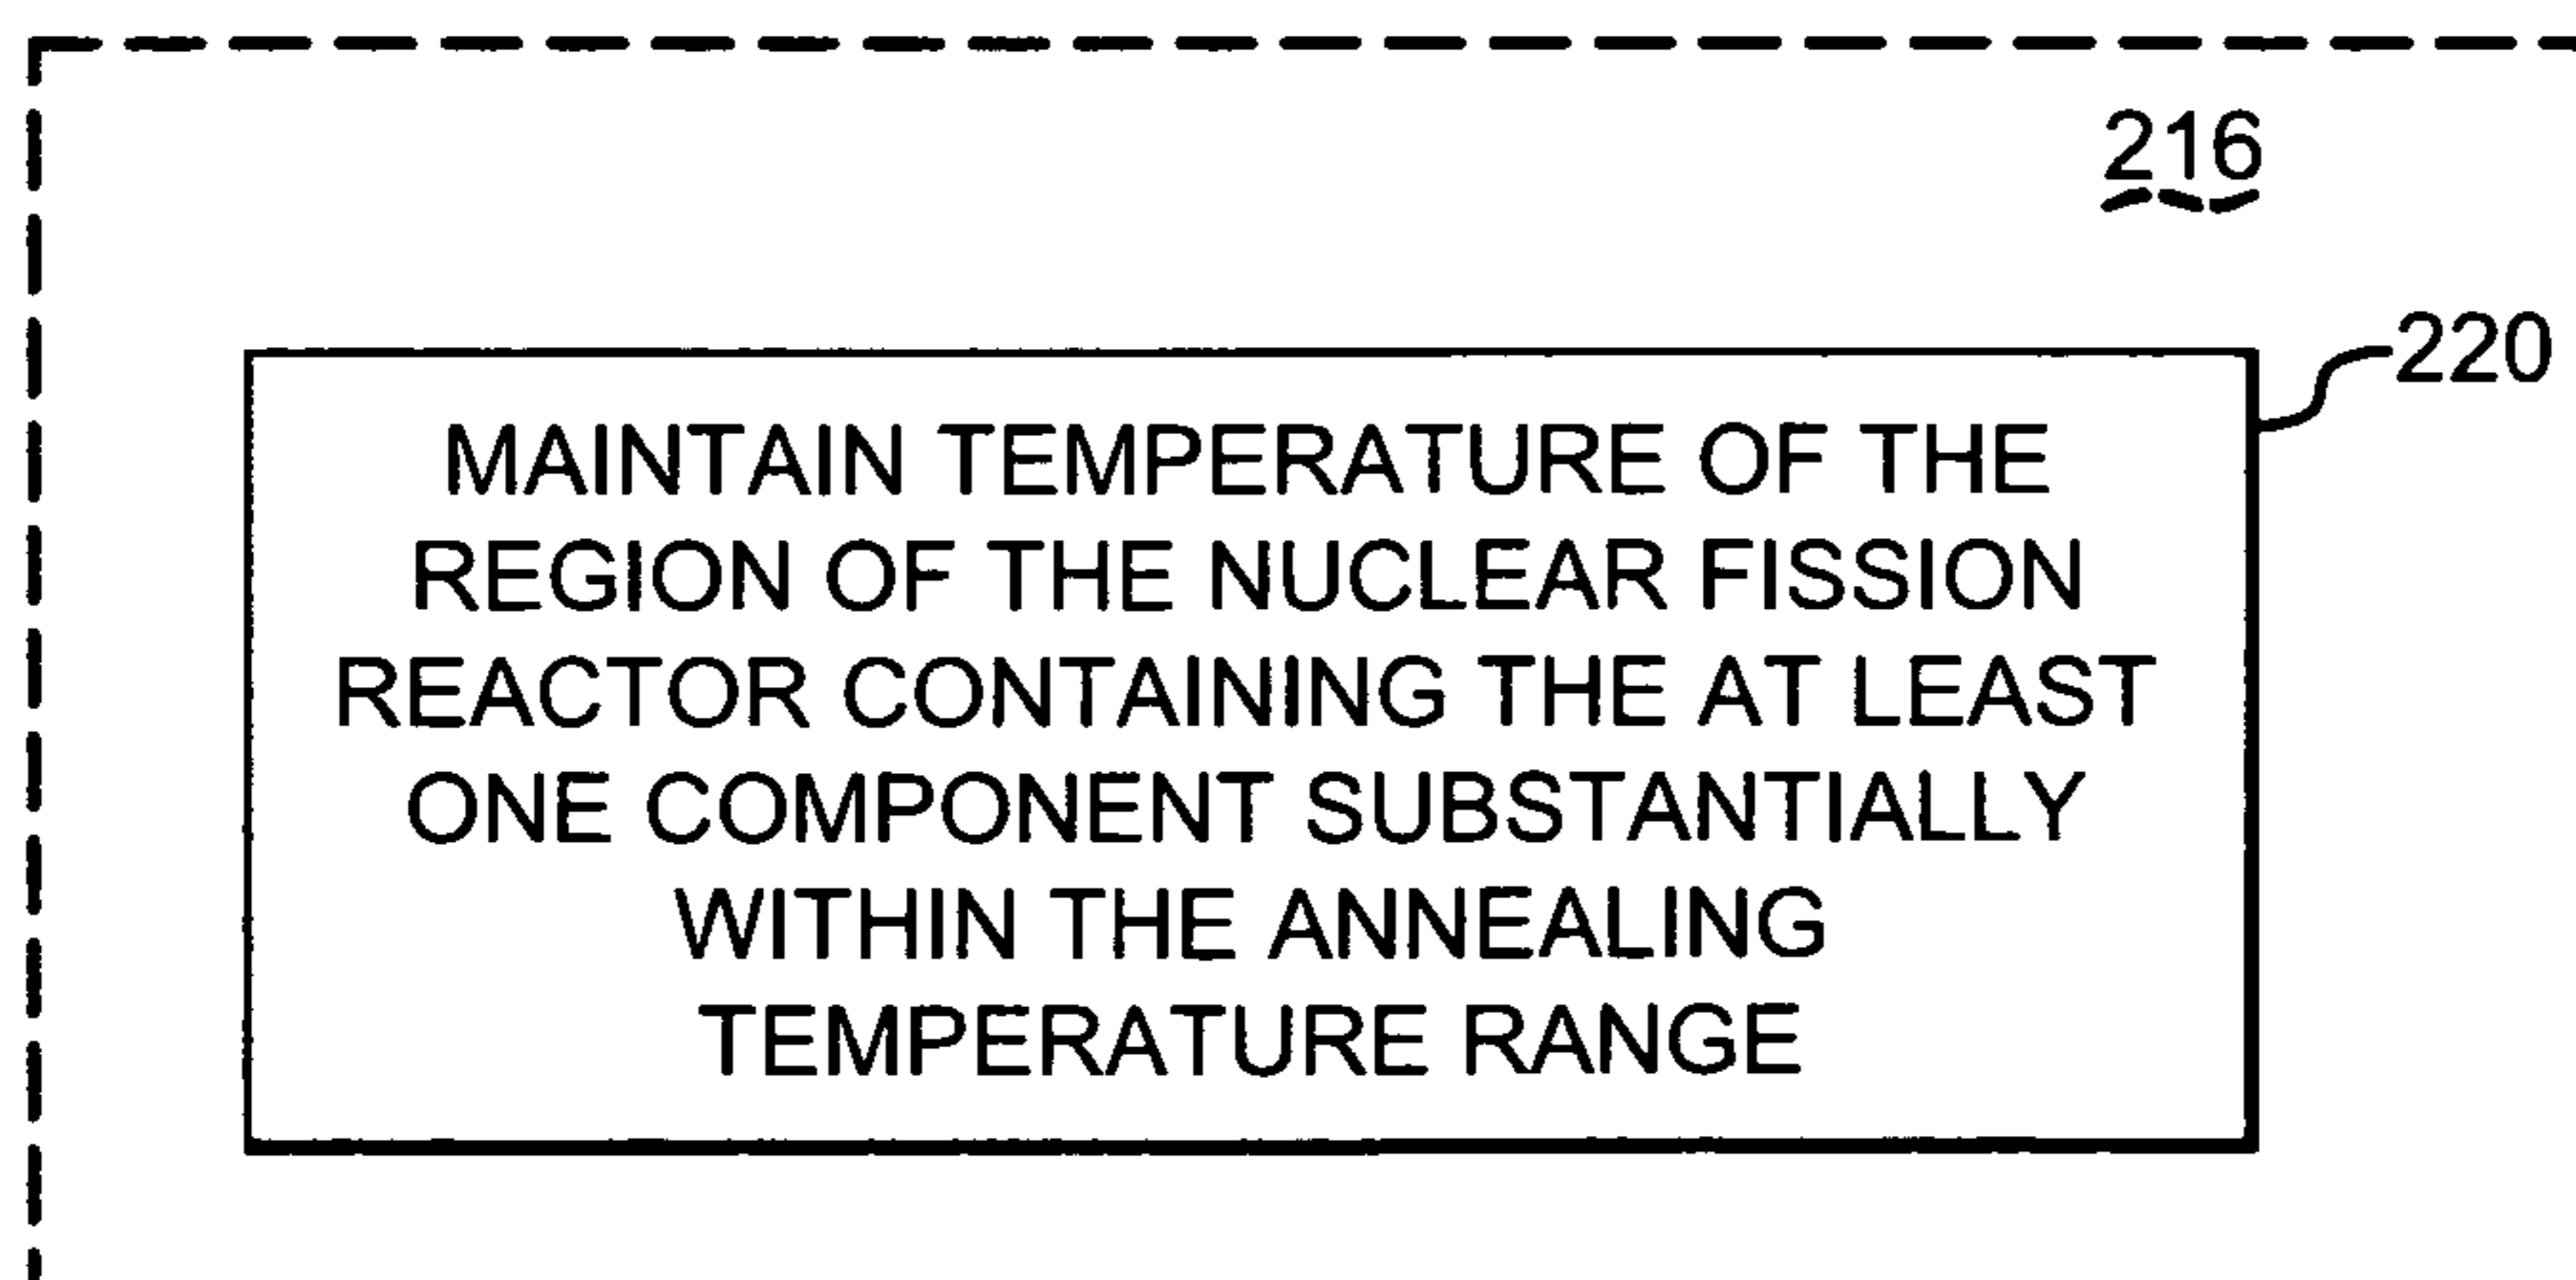 216
220
MAINTAIN TEMPERATURE OF THE
REGION OF THE NUCLEAR FISSION
REACTOR CONTAINING THE AT LEAST
ONE COMPONENT SUBSTANTIALLY
WITHIN THE ANNEALING
TEMPERATURE RANGE